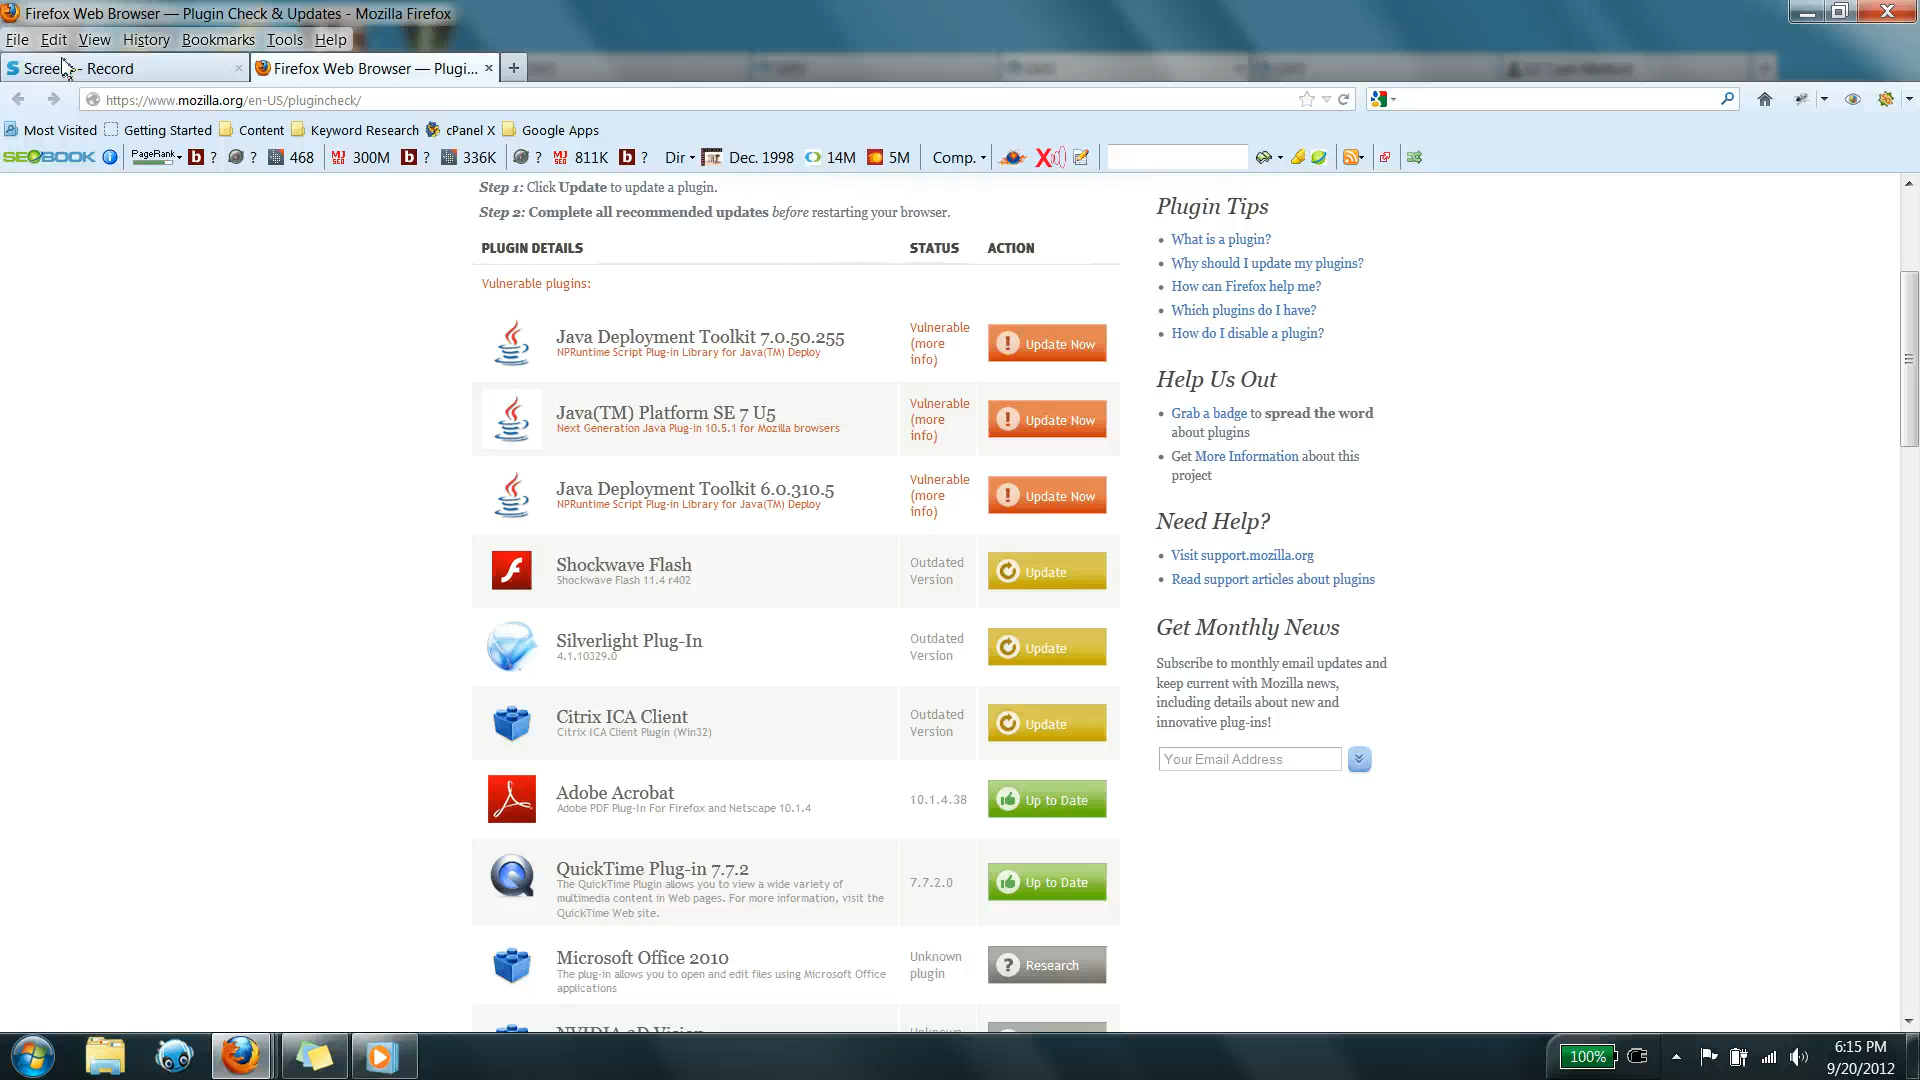 Firefox Web Browser — Plugin Check & Updates - Mozilla Firefox
File Edit View History Bookmarks Tools Help
Screen - Record
Firefox Web Browser — Plugi...
https://www.mozilla.org/en-US/plugincheck/
Most Visited Getting Started Content Keyword Research cPanel X Google Apps
SEOBOOK PageRank ? ? 468 300M ? 336K ? 811K ? Dir Dec. 1998 14M 5M Comp.
Step 1: Click Update to update a plugin.
Step 2: Complete all recommended updates before restarting your browser.
PLUGIN DETAILS STATUS ACTION
Vulnerable plugins:
Java Deployment Toolkit 7.0.50.255
NPRuntime Script Plug-in Library for Java(TM) Deploy
Vulnerable
(more
info)
Update Now
Java(TM) Platform SE 7 U5
Next Generation Java Plug-in 10.5.1 for Mozilla browsers
Vulnerable
(more
info)
Update Now
Java Deployment Toolkit 6.0.310.5
NPRuntime Script Plug-in Library for Java(TM) Deploy
Vulnerable
(more
info)
Update Now
Shockwave Flash
Shockwave Flash 11.4 r402
Outdated
Version
Update
Silverlight Plug-In
4.1.10329.0
Outdated
Version
Update
Citrix ICA Client
Citrix ICA Client Plugin (Win32)
Outdated
Version
Update
Adobe Acrobat
Adobe PDF Plug-In For Firefox and Netscape 10.1.4
10.1.4.38
Up to Date
QuickTime Plug-in 7.7.2
The QuickTime Plugin allows you to view a wide variety of
multimedia content in Web pages. For more information, visit the
QuickTime Web site.
7.7.2.0
Up to Date
Microsoft Office 2010
The plug-in allows you to open and edit files using Microsoft Office
applications
Unknown
plugin
Research
NVIDIA 3D Vision
Unknown
Plugin Tips
What is a plugin?
Why should I update my plugins?
How can Firefox help me?
Which plugins do I have?
How do I disable a plugin?
Help Us Out
Grab a badge to spread the word
about plugins
Get More Information about this
project
Need Help?
Visit support.mozilla.org
Read support articles about plugins
Get Monthly News
Subscribe to monthly email updates and
keep current with Mozilla news,
including details about new and
innovative plug-ins!
Your Email Address
100%
6:15 PM
9/20/2012